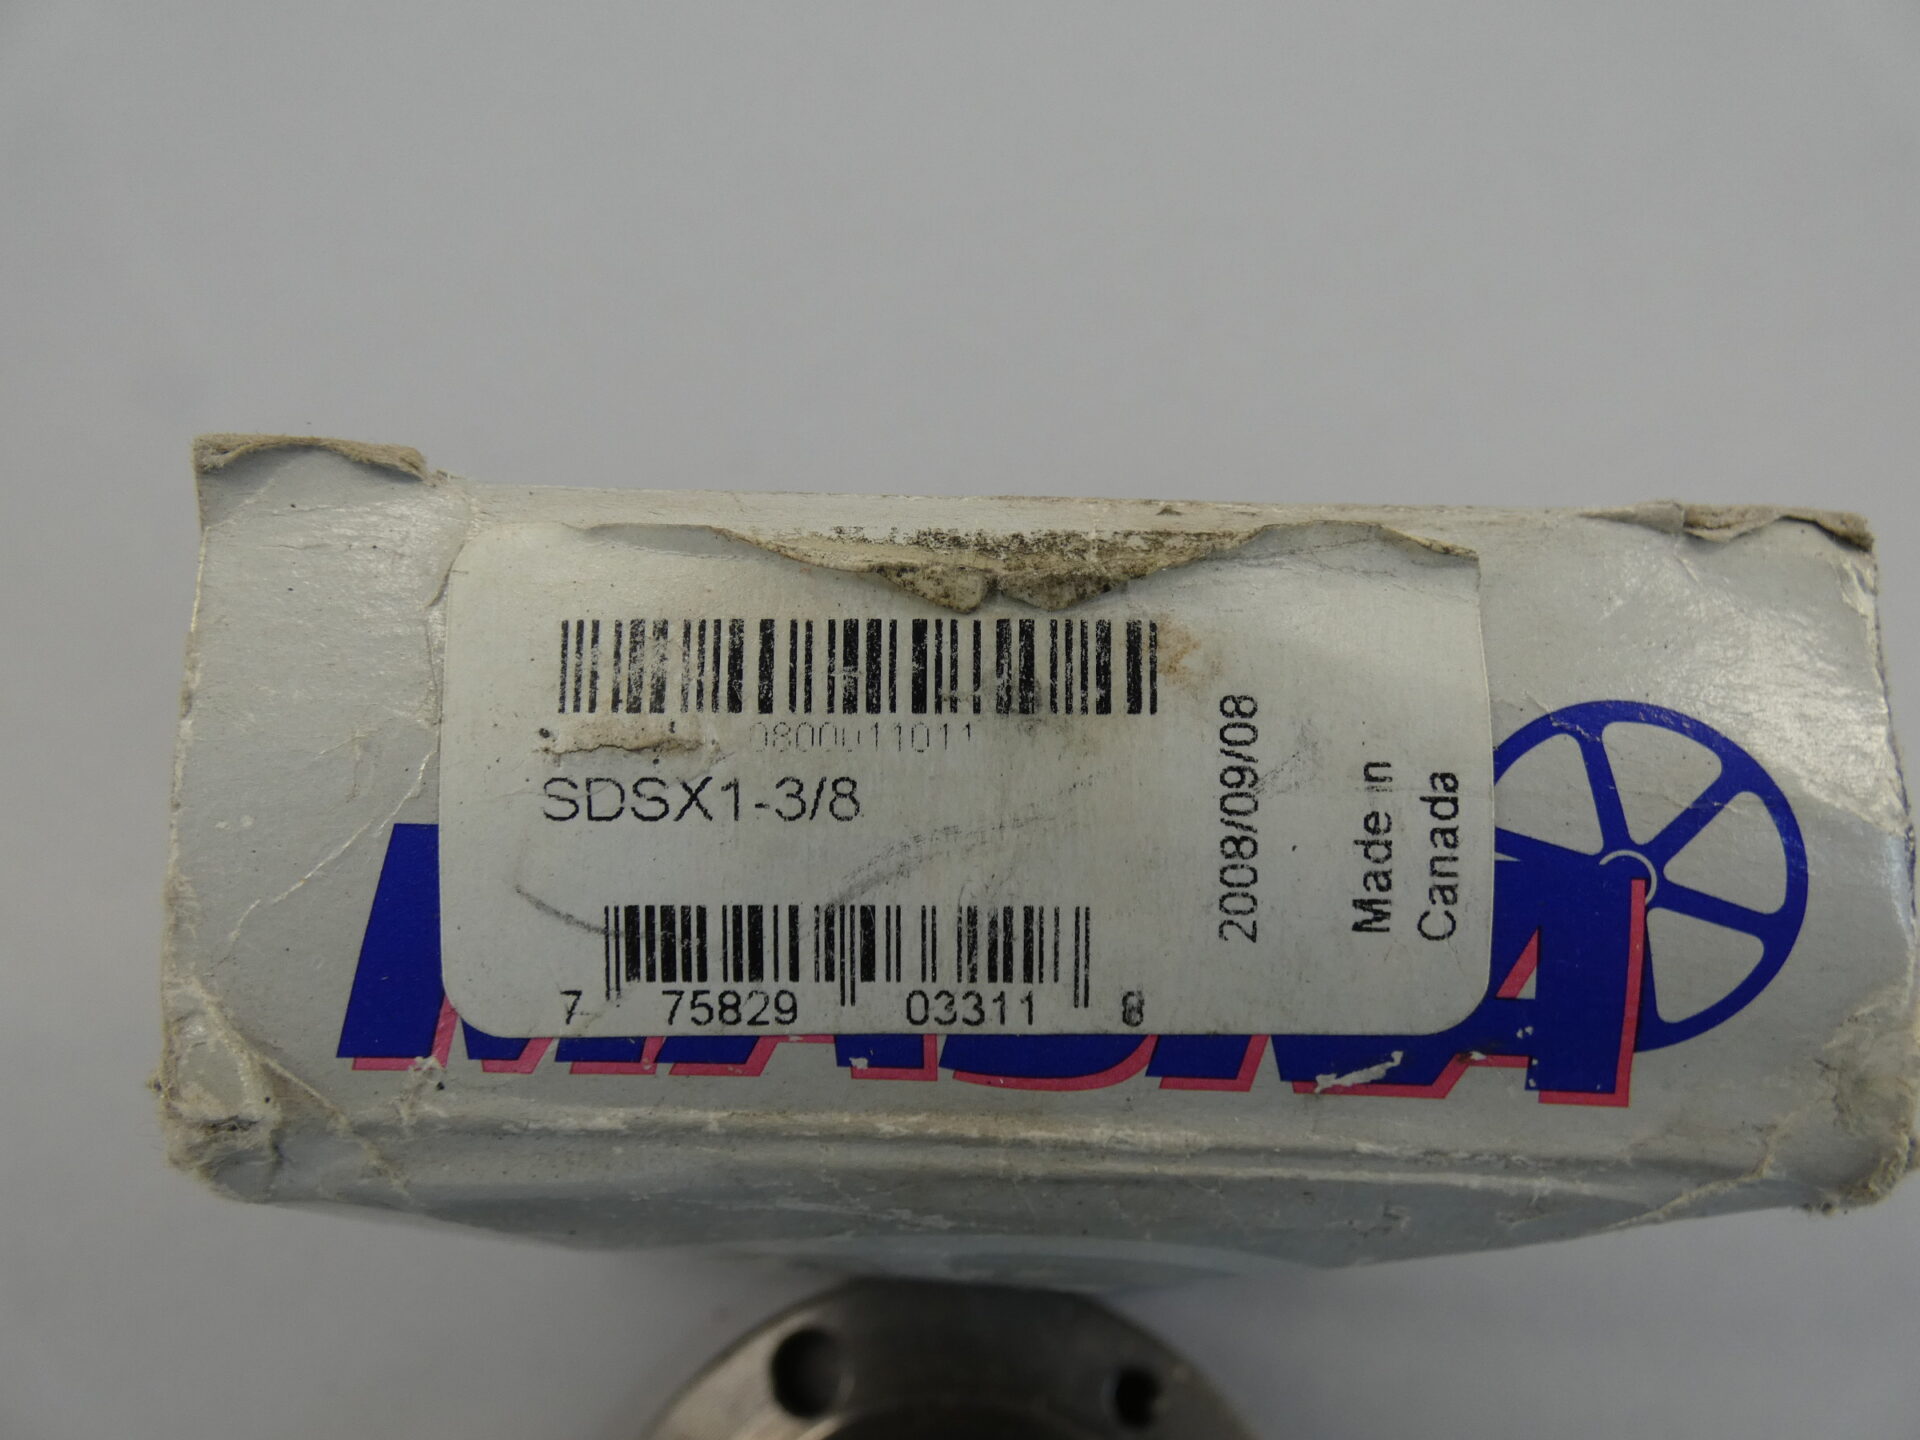 0800011011
SDSX1-3/8
7 75829 03311 8
2008/09/08
Made in
Canada